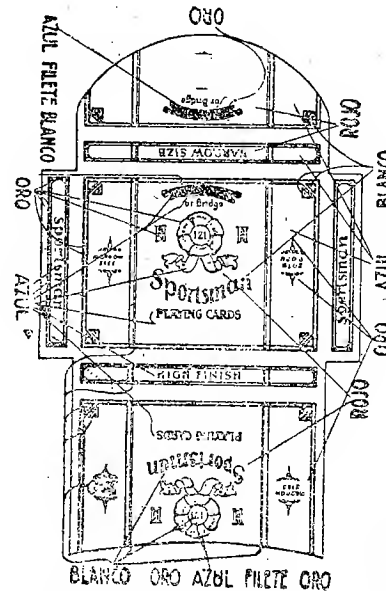 ORO
AZUL FILETE BLANCO
for Bridge
ROJO
NARROW SIZE
BLANCO
ORO
for Bridge
121
Sportsman
Sportsman
Sportsman
PLAYING CARDS
AZUL
AZUL
ORO
HIGH FINISH
ROJO
PLAYING CARDS
Sportsman
121
BLANCO ORO AZUL FILETE ORO